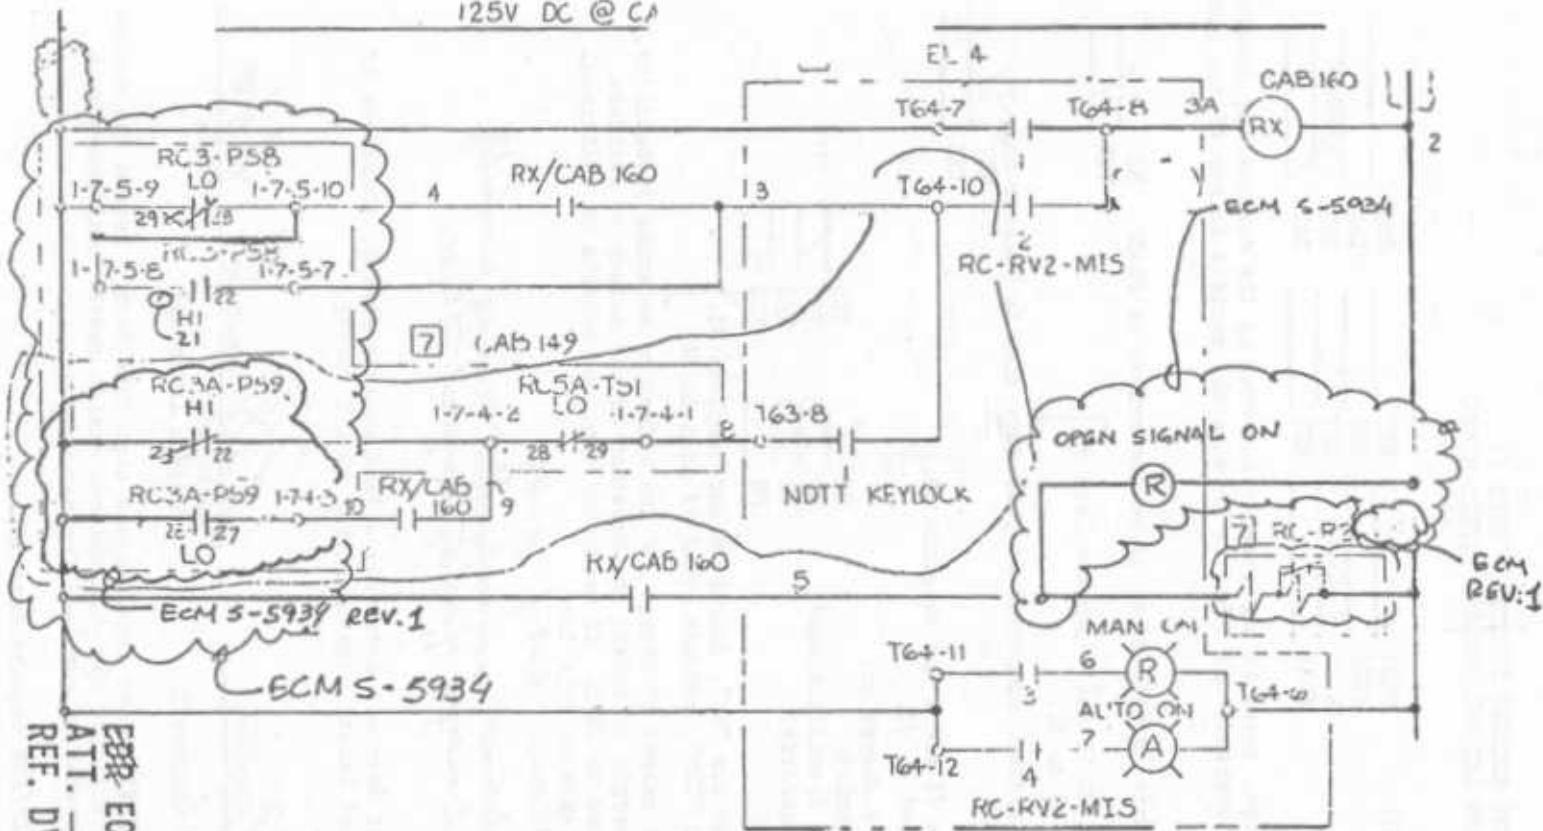 125V DC @
EL 4
CAB 160
T64-7
T64-8
3A
RX
2
1
RC3-PS8
LO
1-7-5-9
1-7-5-10
4
RX/CAB 160
3
T64-10
ECM S-5934
2
RC-RV2-MIS
1-7-5-8
1-7-5-7
22
HI
21
7
CAB 149
RC3A-PS9
HI
RC5A-TS1
LO
1-7-4-2
1-7-4-1
8
T63-8
OPEN SIGNAL ON
22
28
29
1
NDTT KEYLOCK
R
RC3A-PS9
1-7-4-3
10
RX/CAB
160
9
27
LO
7
RX/CAB 160
5
ECM
REV:1
ECM S-5934 REV.1
MAN ON
T64-11
6
R
ECM S-5934
3
T64-6
AUTO ON
7
A
T64-12
4
RC-RV2-MIS
ATT.
REF.